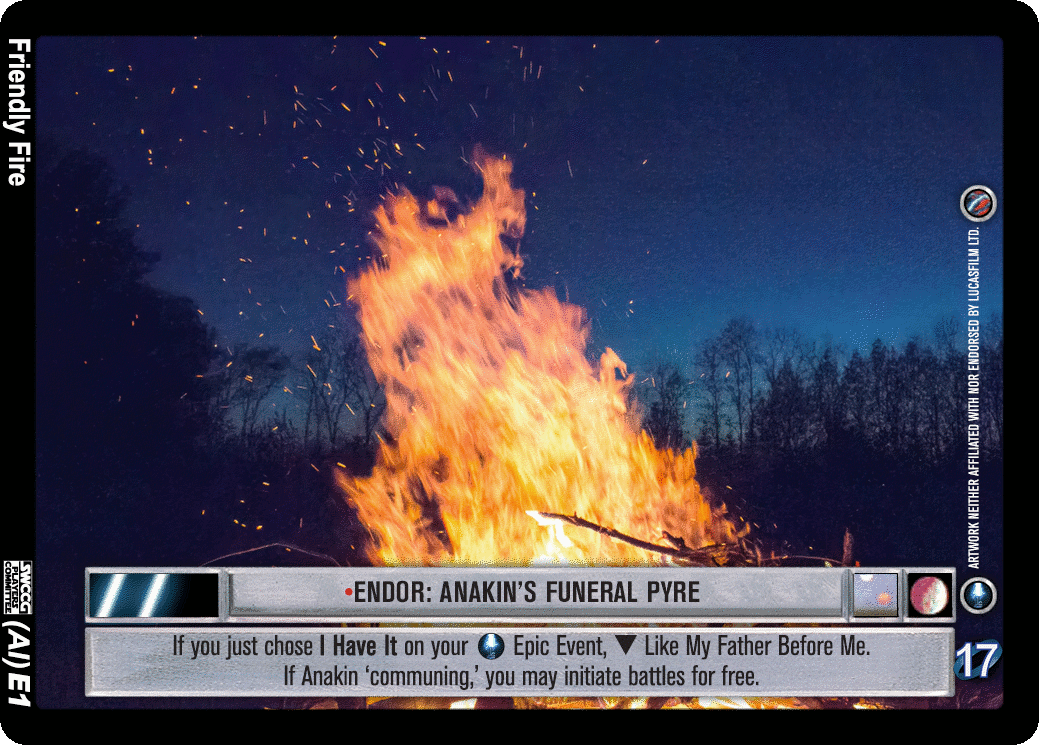 Friendly Fire
ARTWORK NEITHER AFFILIATED WITH NOR ENDORSED BY LUCASFILM LTD.
•ENDOR: ANAKIN'S FUNERAL PYRE
If you just chose I Have It on your Epic Event, ▼ Like My Father Before Me.
If Anakin ‘communing,’ you may initiate battles for free.
SWCCG
PLAYERS
COMMITTEE
(AI) E1
17